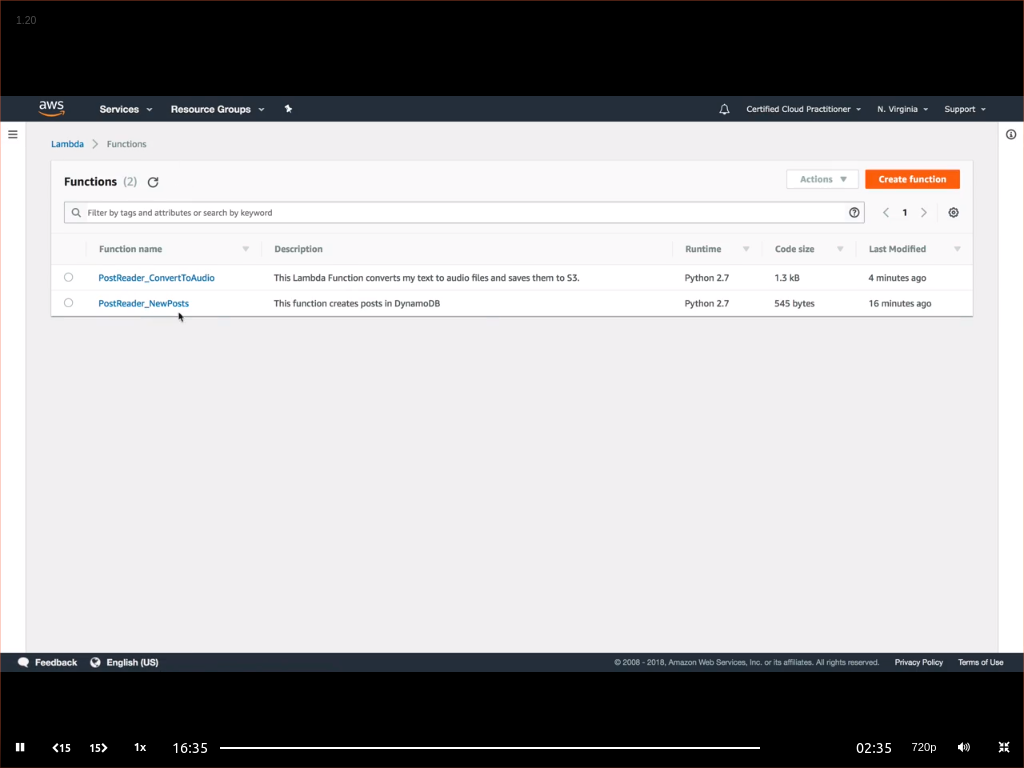 1.20
aws Services Resource Groups Certified Cloud Practitioner N. Virginia Support
Lambda Functions
Functions (2) Actions Create function
Filter by tags and attributes or search by keyword 1
Function name Description Runtime Code size Last Modified
PostReader_ConvertToAudio This Lambda Function converts my text to audio files and saves them to S3. Python 2.7 1.3 kB 4 minutes ago
PostReader_NewPosts This function creates posts in DynamoDB Python 2.7 545 bytes 16 minutes ago
Feedback English (US) © 2008 - 2018, Amazon Web Services, Inc. or its affiliates. All rights reserved. Privacy Policy Terms of Use
15 15 1x 16:35 02:35 720p